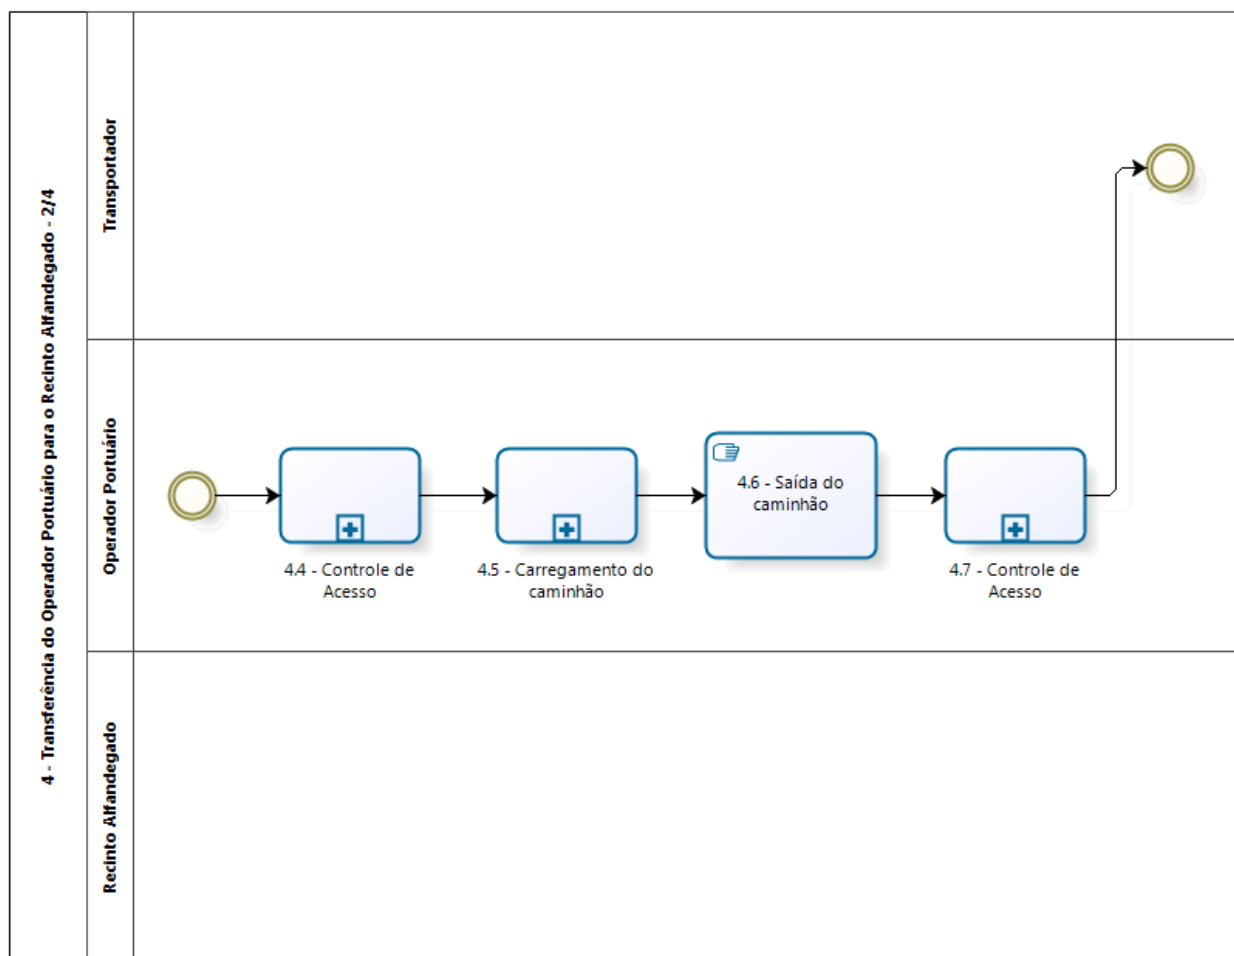 4 - Transferência do Operador Portuário para o Recinto Alfandegado - 2/4
Transportador
Operador Portuário
4.4 - Controle de
Acesso
4.5 - Carregamento do
caminhão
4.6 - Saída do
caminhão
4.7 - Controle de
Acesso
Recinto Alfandegado